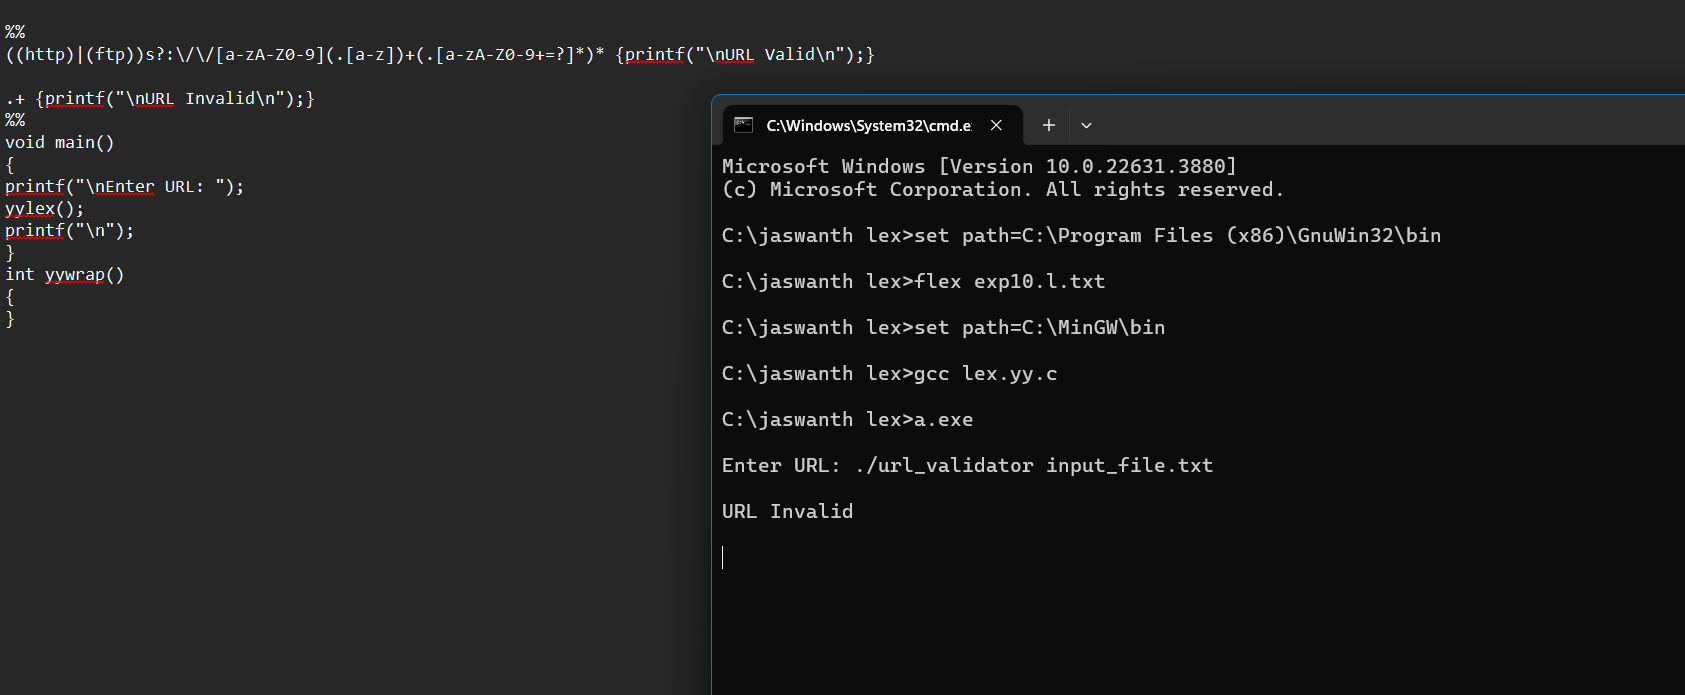 %%
((http)|(ftp))s?:\/\/[a-zA-Z0-9](.[a-z])+(.[a-zA-Z0-9+=?]*)* {printf("\nURL Valid\n");}
.+ {printf("\nURL Invalid\n");}
%%
void main()
{
printf("\nEnter URL: ");
yylex();
printf("\n");
}
int yywrap()
{
}
C:\Windows\System32\cmd.e
Microsoft Windows [Version 10.0.22631.3880]
(c) Microsoft Corporation. All rights reserved.
C:\jaswanth lex>set path=C:\Program Files (x86)\GnuWin32\bin
C:\jaswanth lex>flex exp10.l.txt
C:\jaswanth lex>set path=C:\MinGW\bin
C:\jaswanth lex>gcc lex.yy.c
C:\jaswanth lex>a.exe
Enter URL: ./url_validator input_file.txt
URL Invalid